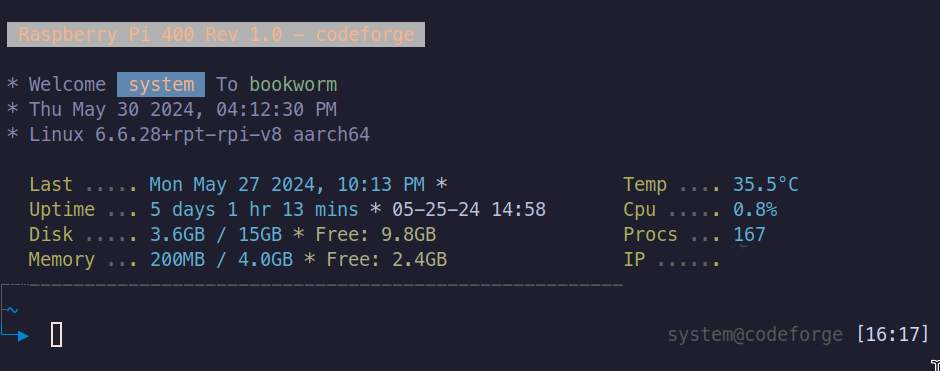 Raspberry Pi 400 Rev 1.0 - codeforge
* Welcome system To bookworm
* Thu May 30 2024, 04:12:30 PM
* Linux 6.6.28+rpt-rpi-v8 aarch64
Last ..... Mon May 27 2024, 10:13 PM * Temp .... 35.5°C
Uptime ... 5 days 1 hr 13 mins * 05-25-24 14:58 Cpu ..... 0.8%
Disk ..... 3.6GB / 15GB * Free: 9.8GB Procs ... 167
Memory ... 200MB / 4.0GB * Free: 2.4GB IP ......
~
system@codeforge [16:17]